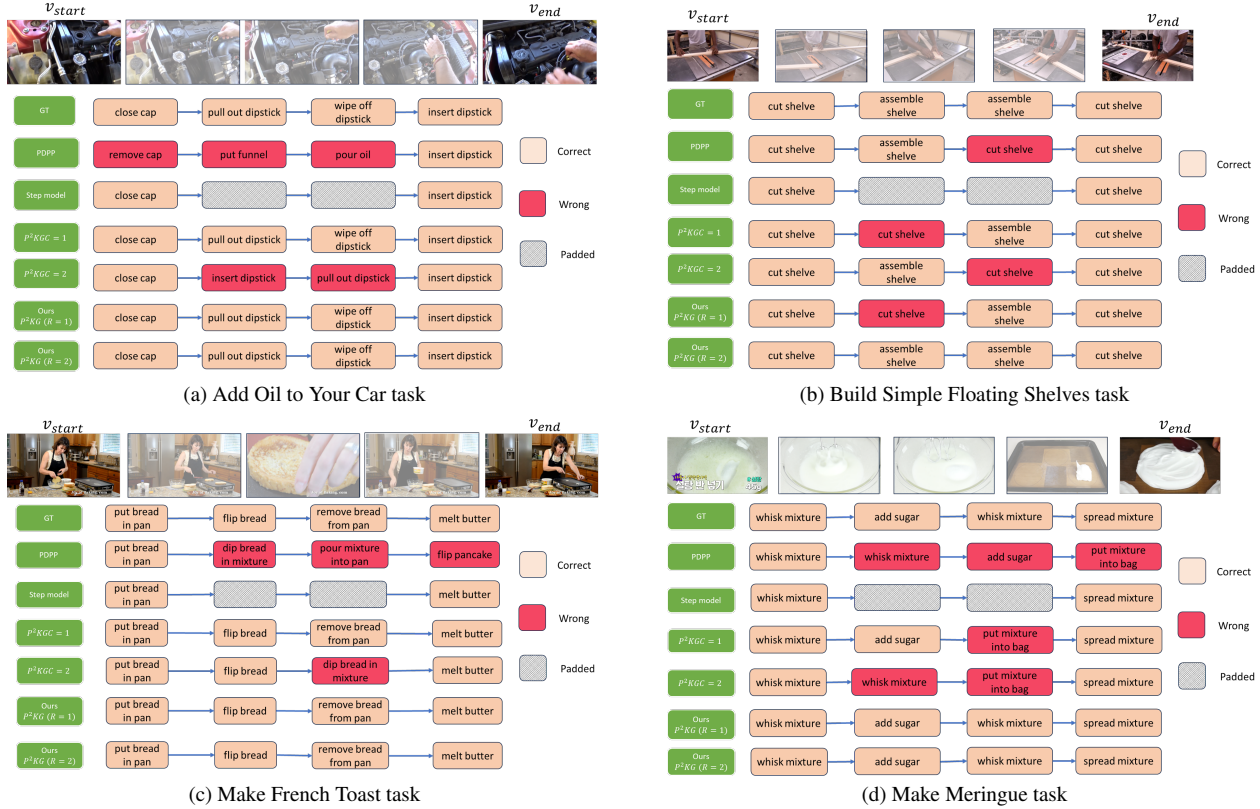 v_start
v_end
GT
close cap
pull out dipstick
wipe off
dipstick
insert dipstick
PDPP
remove cap
put funnel
pour oil
insert dipstick
Correct
Step model
close cap
insert dipstick
Wrong
P²KGC = 1
close cap
pull out dipstick
wipe off
dipstick
insert dipstick
Padded
P²KGC = 2
close cap
insert dipstick
pull out dipstick
insert dipstick
Ours
P²KG (R = 1)
close cap
pull out dipstick
wipe off
dipstick
insert dipstick
Ours
P²KG (R = 2)
close cap
pull out dipstick
wipe off
dipstick
insert dipstick
(a) Add Oil to Your Car task
v_start
v_end
GT
cut shelve
assemble
shelve
assemble
shelve
cut shelve
PDPP
cut shelve
assemble
shelve
cut shelve
cut shelve
Correct
Step model
cut shelve
cut shelve
Wrong
P²KGC = 1
cut shelve
cut shelve
assemble
shelve
cut shelve
Padded
P²KGC = 2
cut shelve
assemble
shelve
cut shelve
cut shelve
Ours
P²KG (R = 1)
cut shelve
cut shelve
assemble
shelve
cut shelve
Ours
P²KG (R = 2)
cut shelve
assemble
shelve
assemble
shelve
cut shelve
(b) Build Simple Floating Shelves task
v_start
v_end
GT
put bread
in pan
flip bread
remove bread
from pan
melt butter
PDPP
put bread
in pan
dip bread
in mixture
pour mixture
into pan
flip pancake
Correct
Step model
put bread
in pan
melt butter
Wrong
P²KGC = 1
put bread
in pan
flip bread
remove bread
from pan
melt butter
Padded
P²KGC = 2
put bread
in pan
flip bread
dip bread in
mixture
melt butter
Ours
P²KG (R = 1)
put bread
in pan
flip bread
remove bread
from pan
melt butter
Ours
P²KG (R = 2)
put bread
in pan
flip bread
remove bread
from pan
melt butter
(c) Make French Toast task
v_start
v_end
GT
whisk mixture
add sugar
whisk mixture
spread mixture
PDPP
whisk mixture
whisk mixture
add sugar
put mixture
into bag
Correct
Step model
whisk mixture
spread mixture
Wrong
P²KGC = 1
whisk mixture
add sugar
put mixture
into bag
spread mixture
Padded
P²KGC = 2
whisk mixture
whisk mixture
put mixture
into bag
spread mixture
Ours
P²KG (R = 1)
whisk mixture
add sugar
whisk mixture
spread mixture
Ours
P²KG (R = 2)
whisk mixture
add sugar
whisk mixture
spread mixture
(d) Make Meringue task